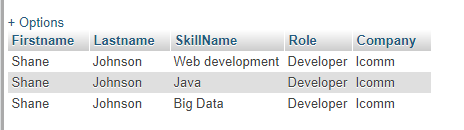 + Options
Firstname Lastname SkillName Role Company
Shane Johnson Web development Developer Icomm
Shane Johnson Java Developer Icomm
Shane Johnson Big Data Developer Icomm